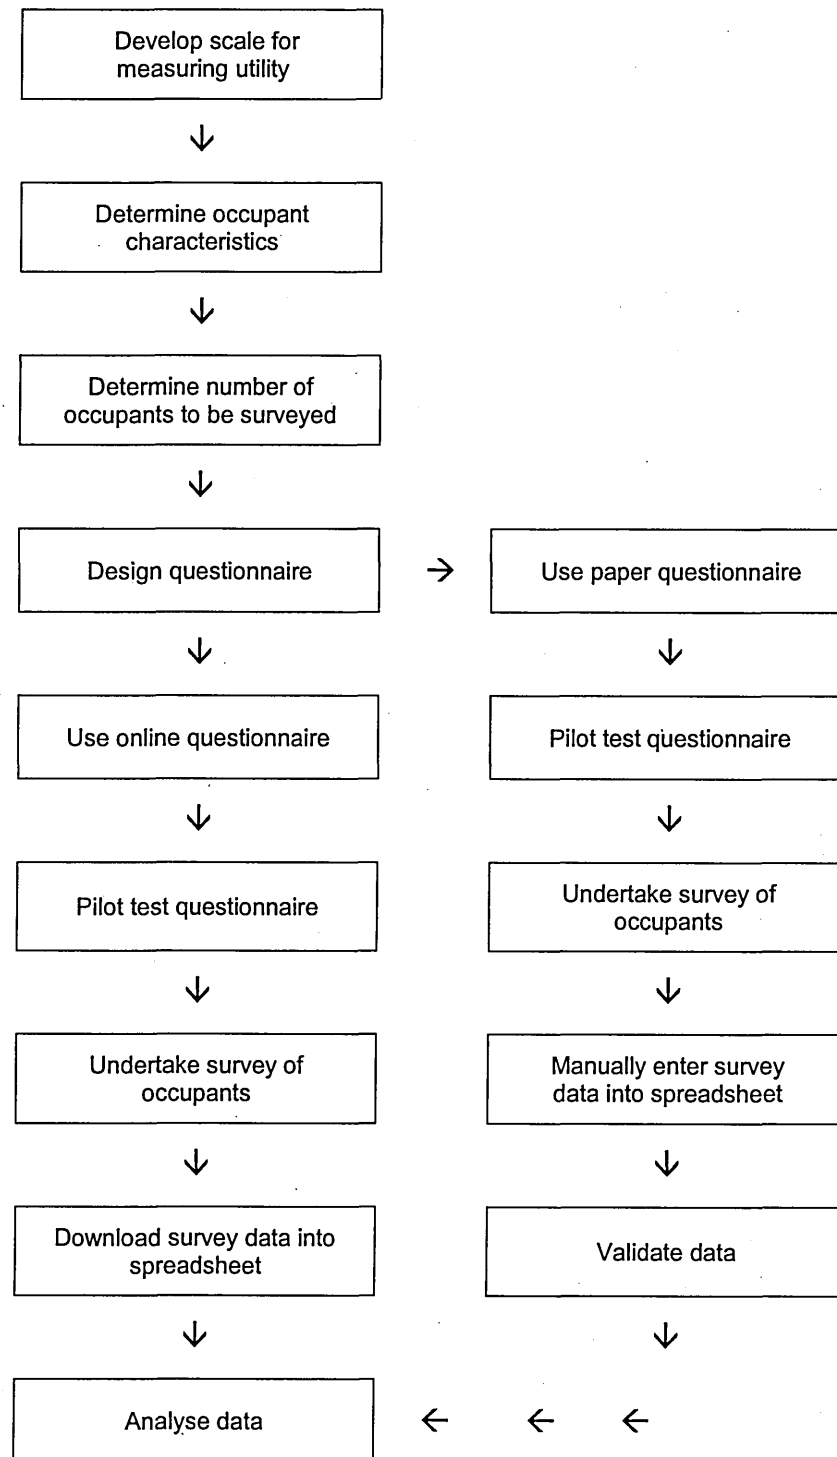 Develop scale for
measuring utility
Determine occupant
characteristics
Determine number of
occupants to be surveyed
Design questionnaire
Use paper questionnaire
Use online questionnaire
Pilot test questionnaire
Pilot test questionnaire
Undertake survey of
occupants
Undertake survey of
occupants
Manually enter survey
data into spreadsheet
Download survey data into
spreadsheet
Validate data
Analyse data